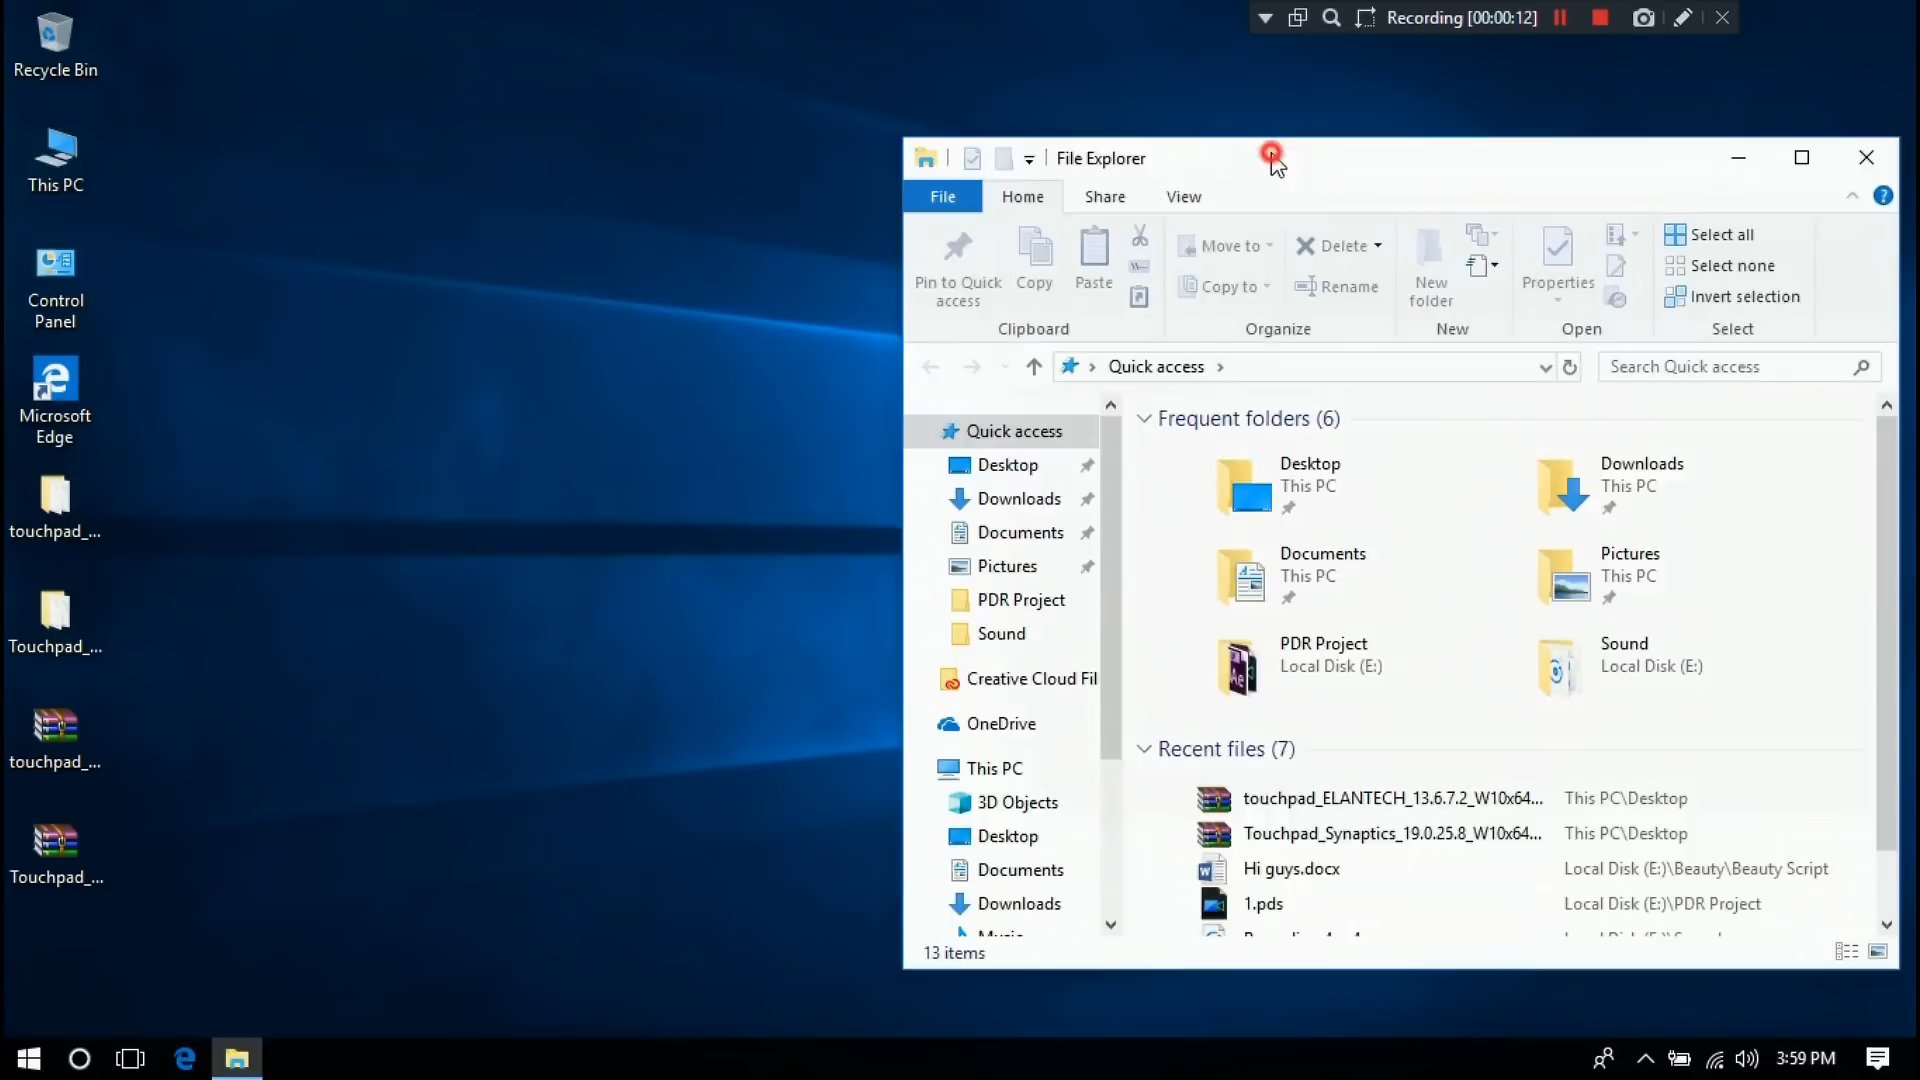 Recycle Bin
This PC
Control
Panel
Microsoft
Edge
touchpad_...
Touchpad_...
touchpad_...
Touchpad_...
Recording [00:00:12]
File Explorer
File Home Share View
Pin to Quick
access
Copy
Paste
Clipboard
Move to
Copy to
Delete
Rename
Organize
New
folder
New
Properties
Open
Select all
Select none
Invert selection
Select
Quick access
Search Quick access
Quick access
Desktop
Downloads
Documents
Pictures
PDR Project
Sound
Creative Cloud Fil
OneDrive
This PC
3D Objects
Desktop
Documents
Downloads
Frequent folders (6)
Desktop
This PC
Downloads
This PC
Documents
This PC
Pictures
This PC
PDR Project
Local Disk (E:)
Sound
Local Disk (E:)
Recent files (7)
touchpad_ELANTECH_13.6.7.2_W10x64... This PC\Desktop
Touchpad_Synaptics_19.0.25.8_W10x64... This PC\Desktop
Hi guys.docx Local Disk (E:)\Beauty\Beauty Script
1.pds Local Disk (E:)\PDR Project
13 items
3:59 PM